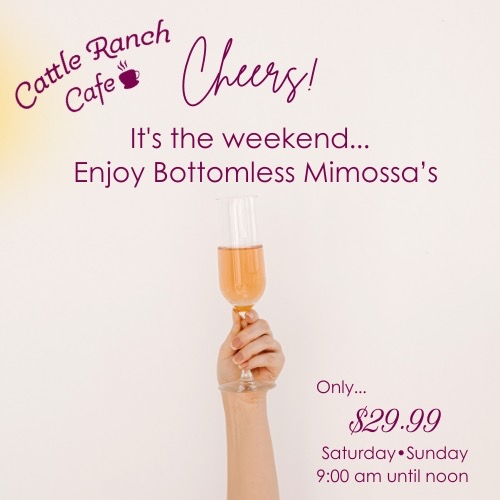 Cattle Ranch
Cafe
Cheers!
It's the weekend...
Enjoy Bottomless Mimossa’s
Only...
$29.99
Saturday•Sunday
9:00 am until noon